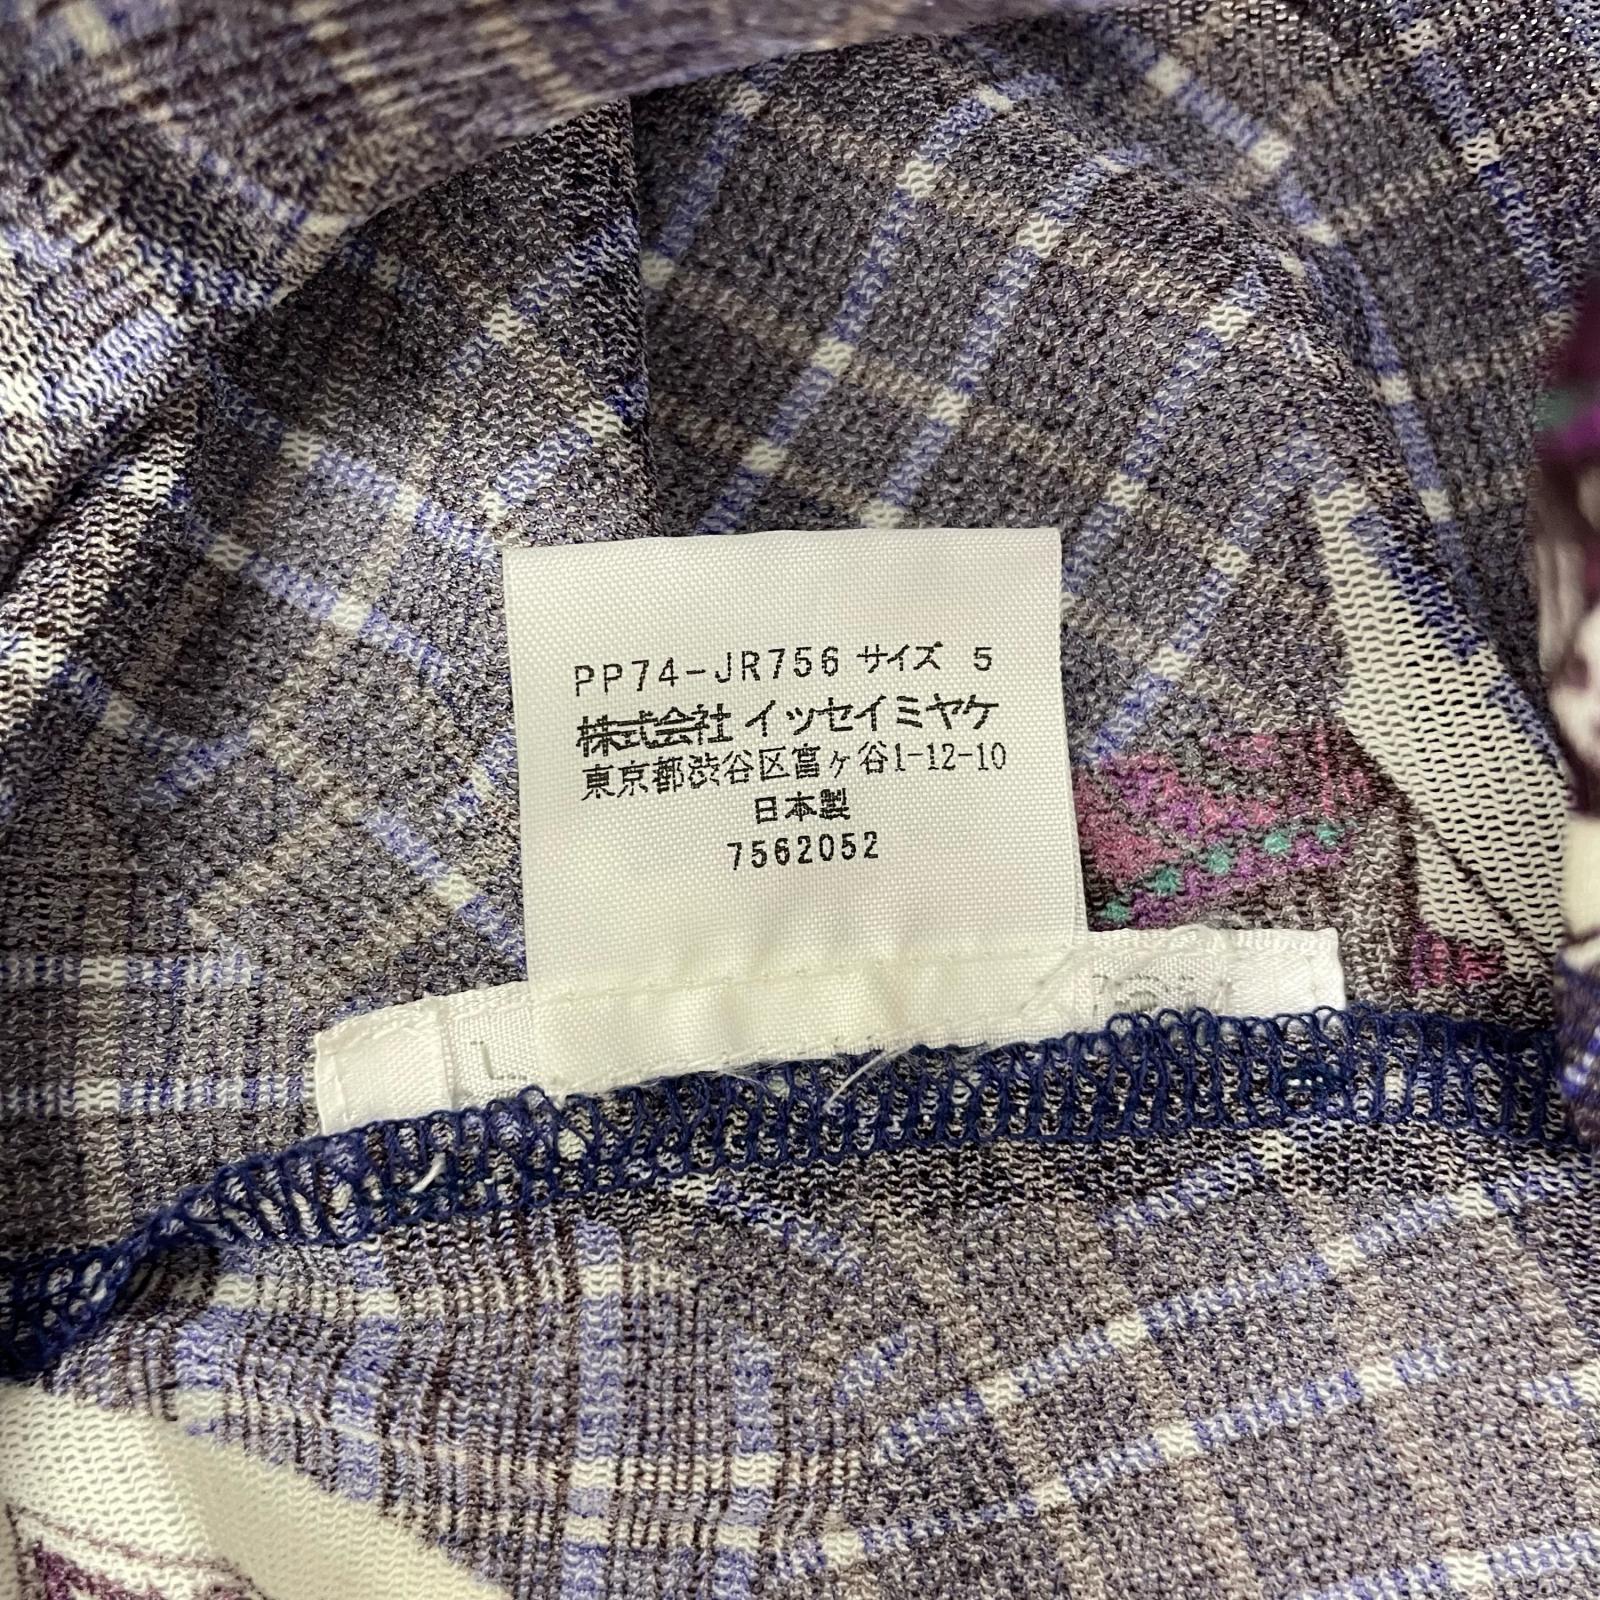 PP74-JR756 サイズ 5
株式会社 イッセイミヤケ
東京都渋谷区富ヶ谷1-12-10
日本製
7562052